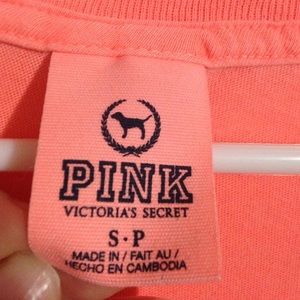 PINK
VICTORIA'S SECRET
S·P
MADE IN / FAIT AU /
HECHO EN CAMBODIA